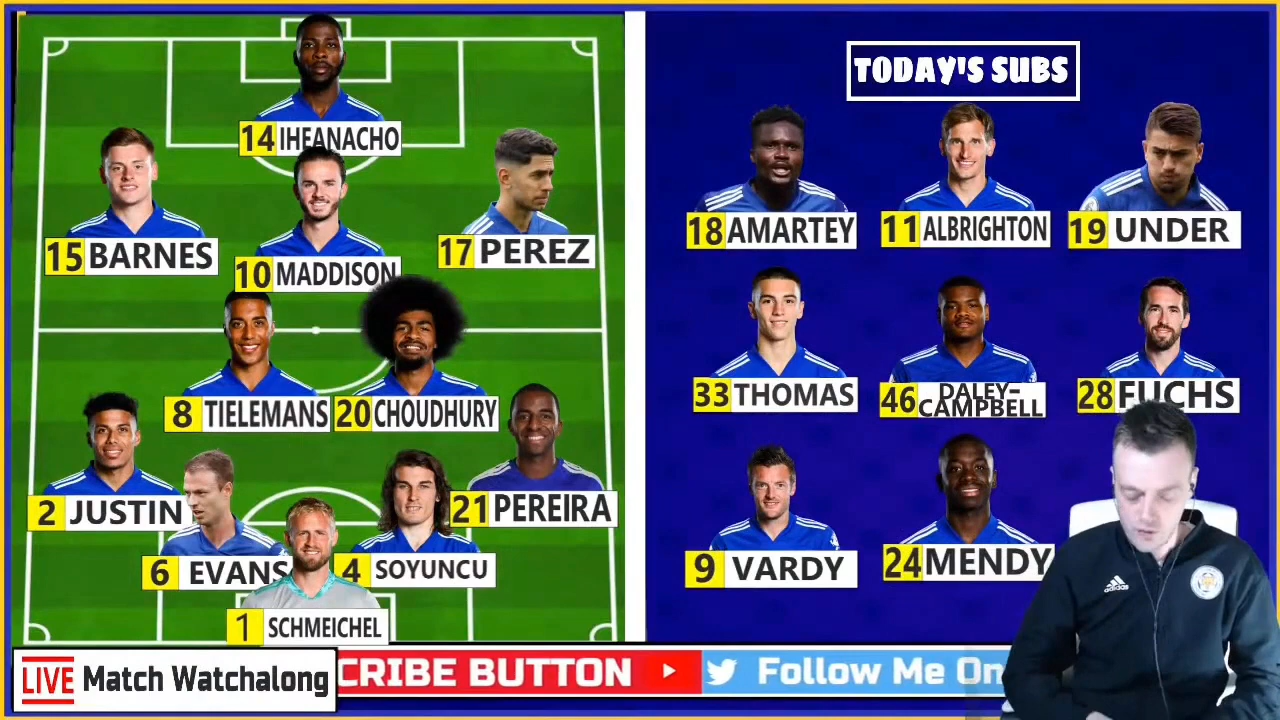 14 IHEANACHO
15 BARNES
10 MADDISON
17 PEREZ
8 TIELEMANS
20 CHOUDHURY
2 JUSTIN
21 PEREIRA
6 EVANS
4 SOYUNCU
1 SCHMEICHEL
TODAY'S SUBS
18 AMARTEY
11 ALBRIGHTON
19 UNDER
33 THOMAS
46 DALEY-
CAMPBELL
28 FUCHS
9 VARDY
24 MENDY
adidas
LIVE Match Watchalong
CRIBE BUTTON
Follow Me On